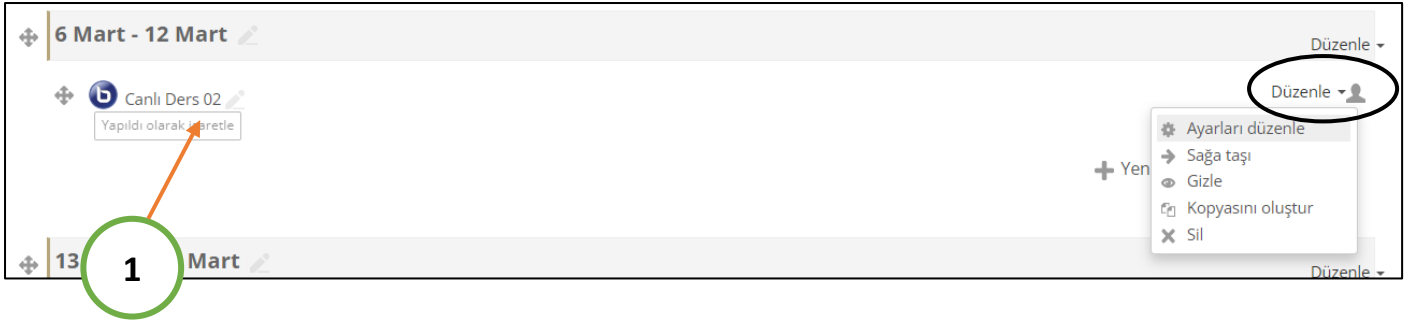 6 Mart - 12 Mart
Düzenle
Canlı Ders 02
Düzenle
Yapıldı olarak işaretle
Ayarları düzenle
Sağa taşı
Yen
Gizle
Kopyasını oluştur
Sil
13 Mart
1
Düzenle